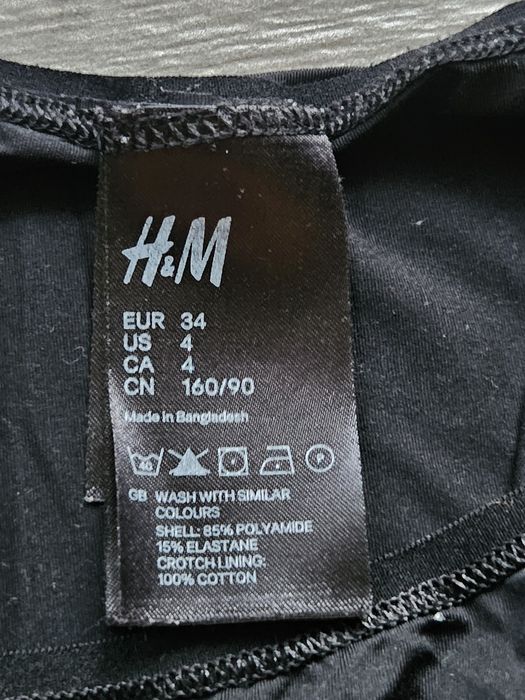 H&M
EUR 34
US 4
CA 4
CN 160/90
Made in Bangladesh
40 P
GB WASH WITH SIMILAR
COLOURS
SHELL: 85% POLYAMIDE
15% ELASTANE
CROTCH LINING:
100% COTTON